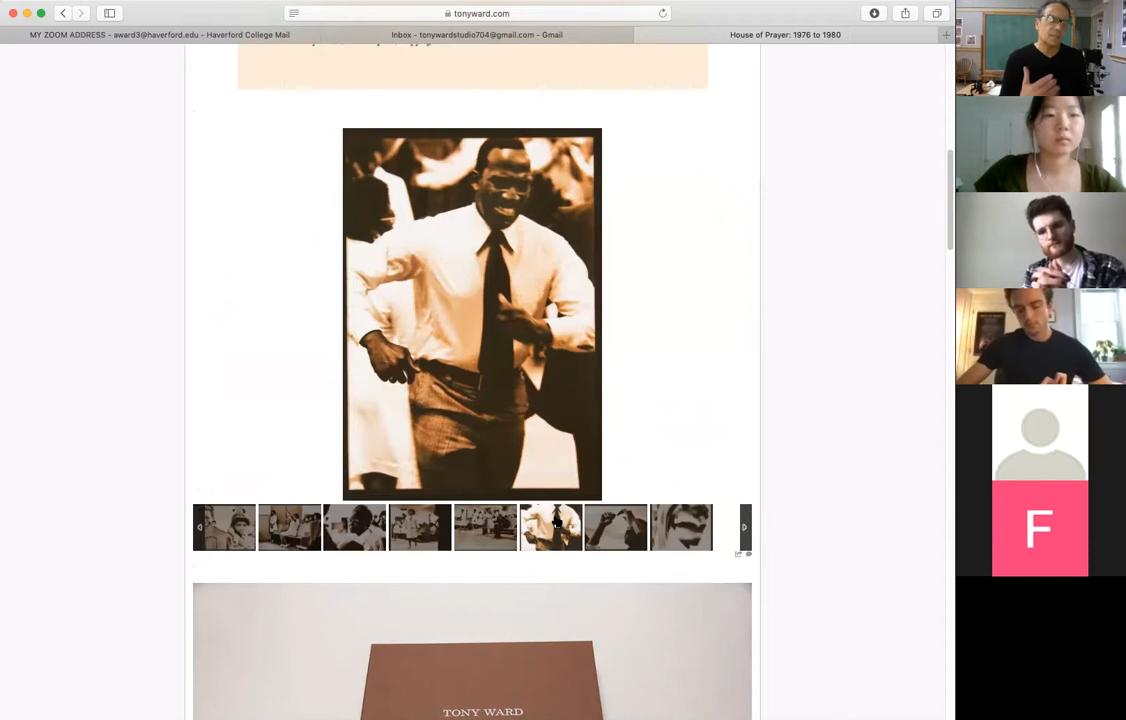 tonyward.com
MY ZOOM ADDRESS - award3@haverford.edu - Haverford College Mail
Inbox - tonywardstudio704@gmail.com - Gmail
House of Prayer: 1976 to 1980
TONY WARD
F